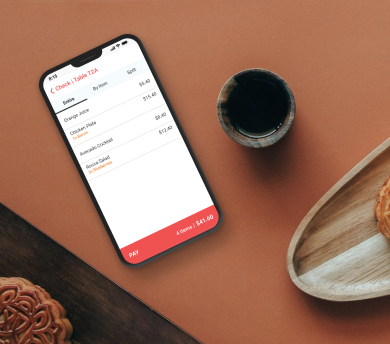 9:15
Check | Table 12A
Entire
By Item
Split
Orange Juice
$5.40
Chicken Plate
$15.40
Avocado Cocktail
$8.40
Rocca Salad
$12.40
PAY
4 items | $41.60